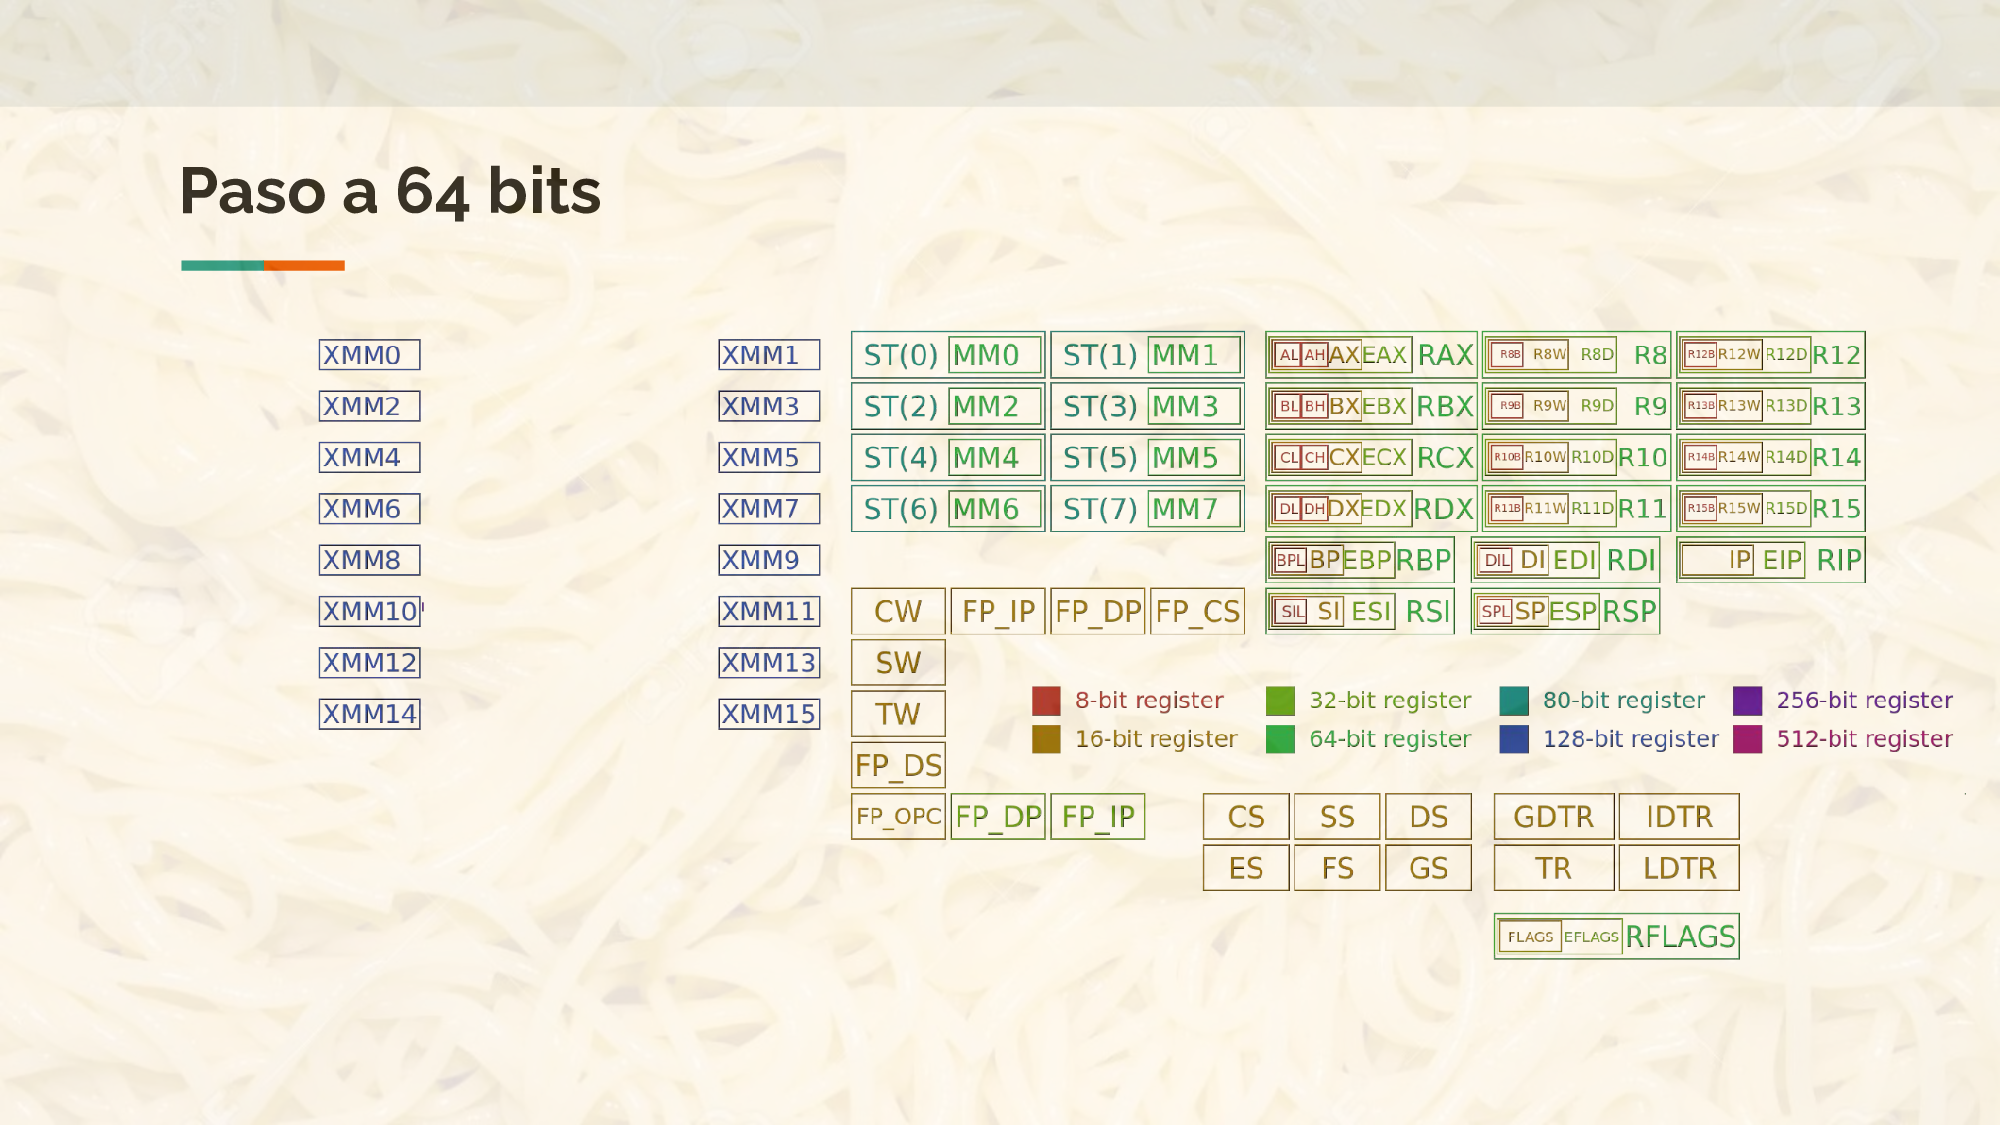 Paso a 64 bits
XMM0 XMM1 ST(0) MM0 ST(1) MM1 AL AH AX EAX RAX R8B R8W R8D R8 R12B R12W R12D R12
XMM2 XMM3 ST(2) MM2 ST(3) MM3 BL BH BX EBX RBX R9B R9W R9D R9 R13B R13W R13D R13
XMM4 XMM5 ST(4) MM4 ST(5) MM5 CL CH CX ECX RCX R10B R10W R10D R10 R14B R14W R14D R14
XMM6 XMM7 ST(6) MM6 ST(7) MM7 DL DH DX EDX RDX R11B R11W R11D R11 R15B R15W R15D R15
XMM8 XMM9 BPL BP EBP RBP DIL DI EDI RDI IP EIP RIP
XMM10 XMM11 CW FP_IP FP_DP FP_CS SIL SI ESI RSI SPL SP ESP RSP
XMM12 XMM13 SW
XMM14 XMM15 TW
8-bit register 32-bit register 80-bit register 256-bit register
16-bit register 64-bit register 128-bit register 512-bit register
FP_DS
FP_OPC FP_DP FP_IP CS SS DS GDTR IDTR
ES FS GS TR LDTR
FLAGS EFLAGS RFLAGS